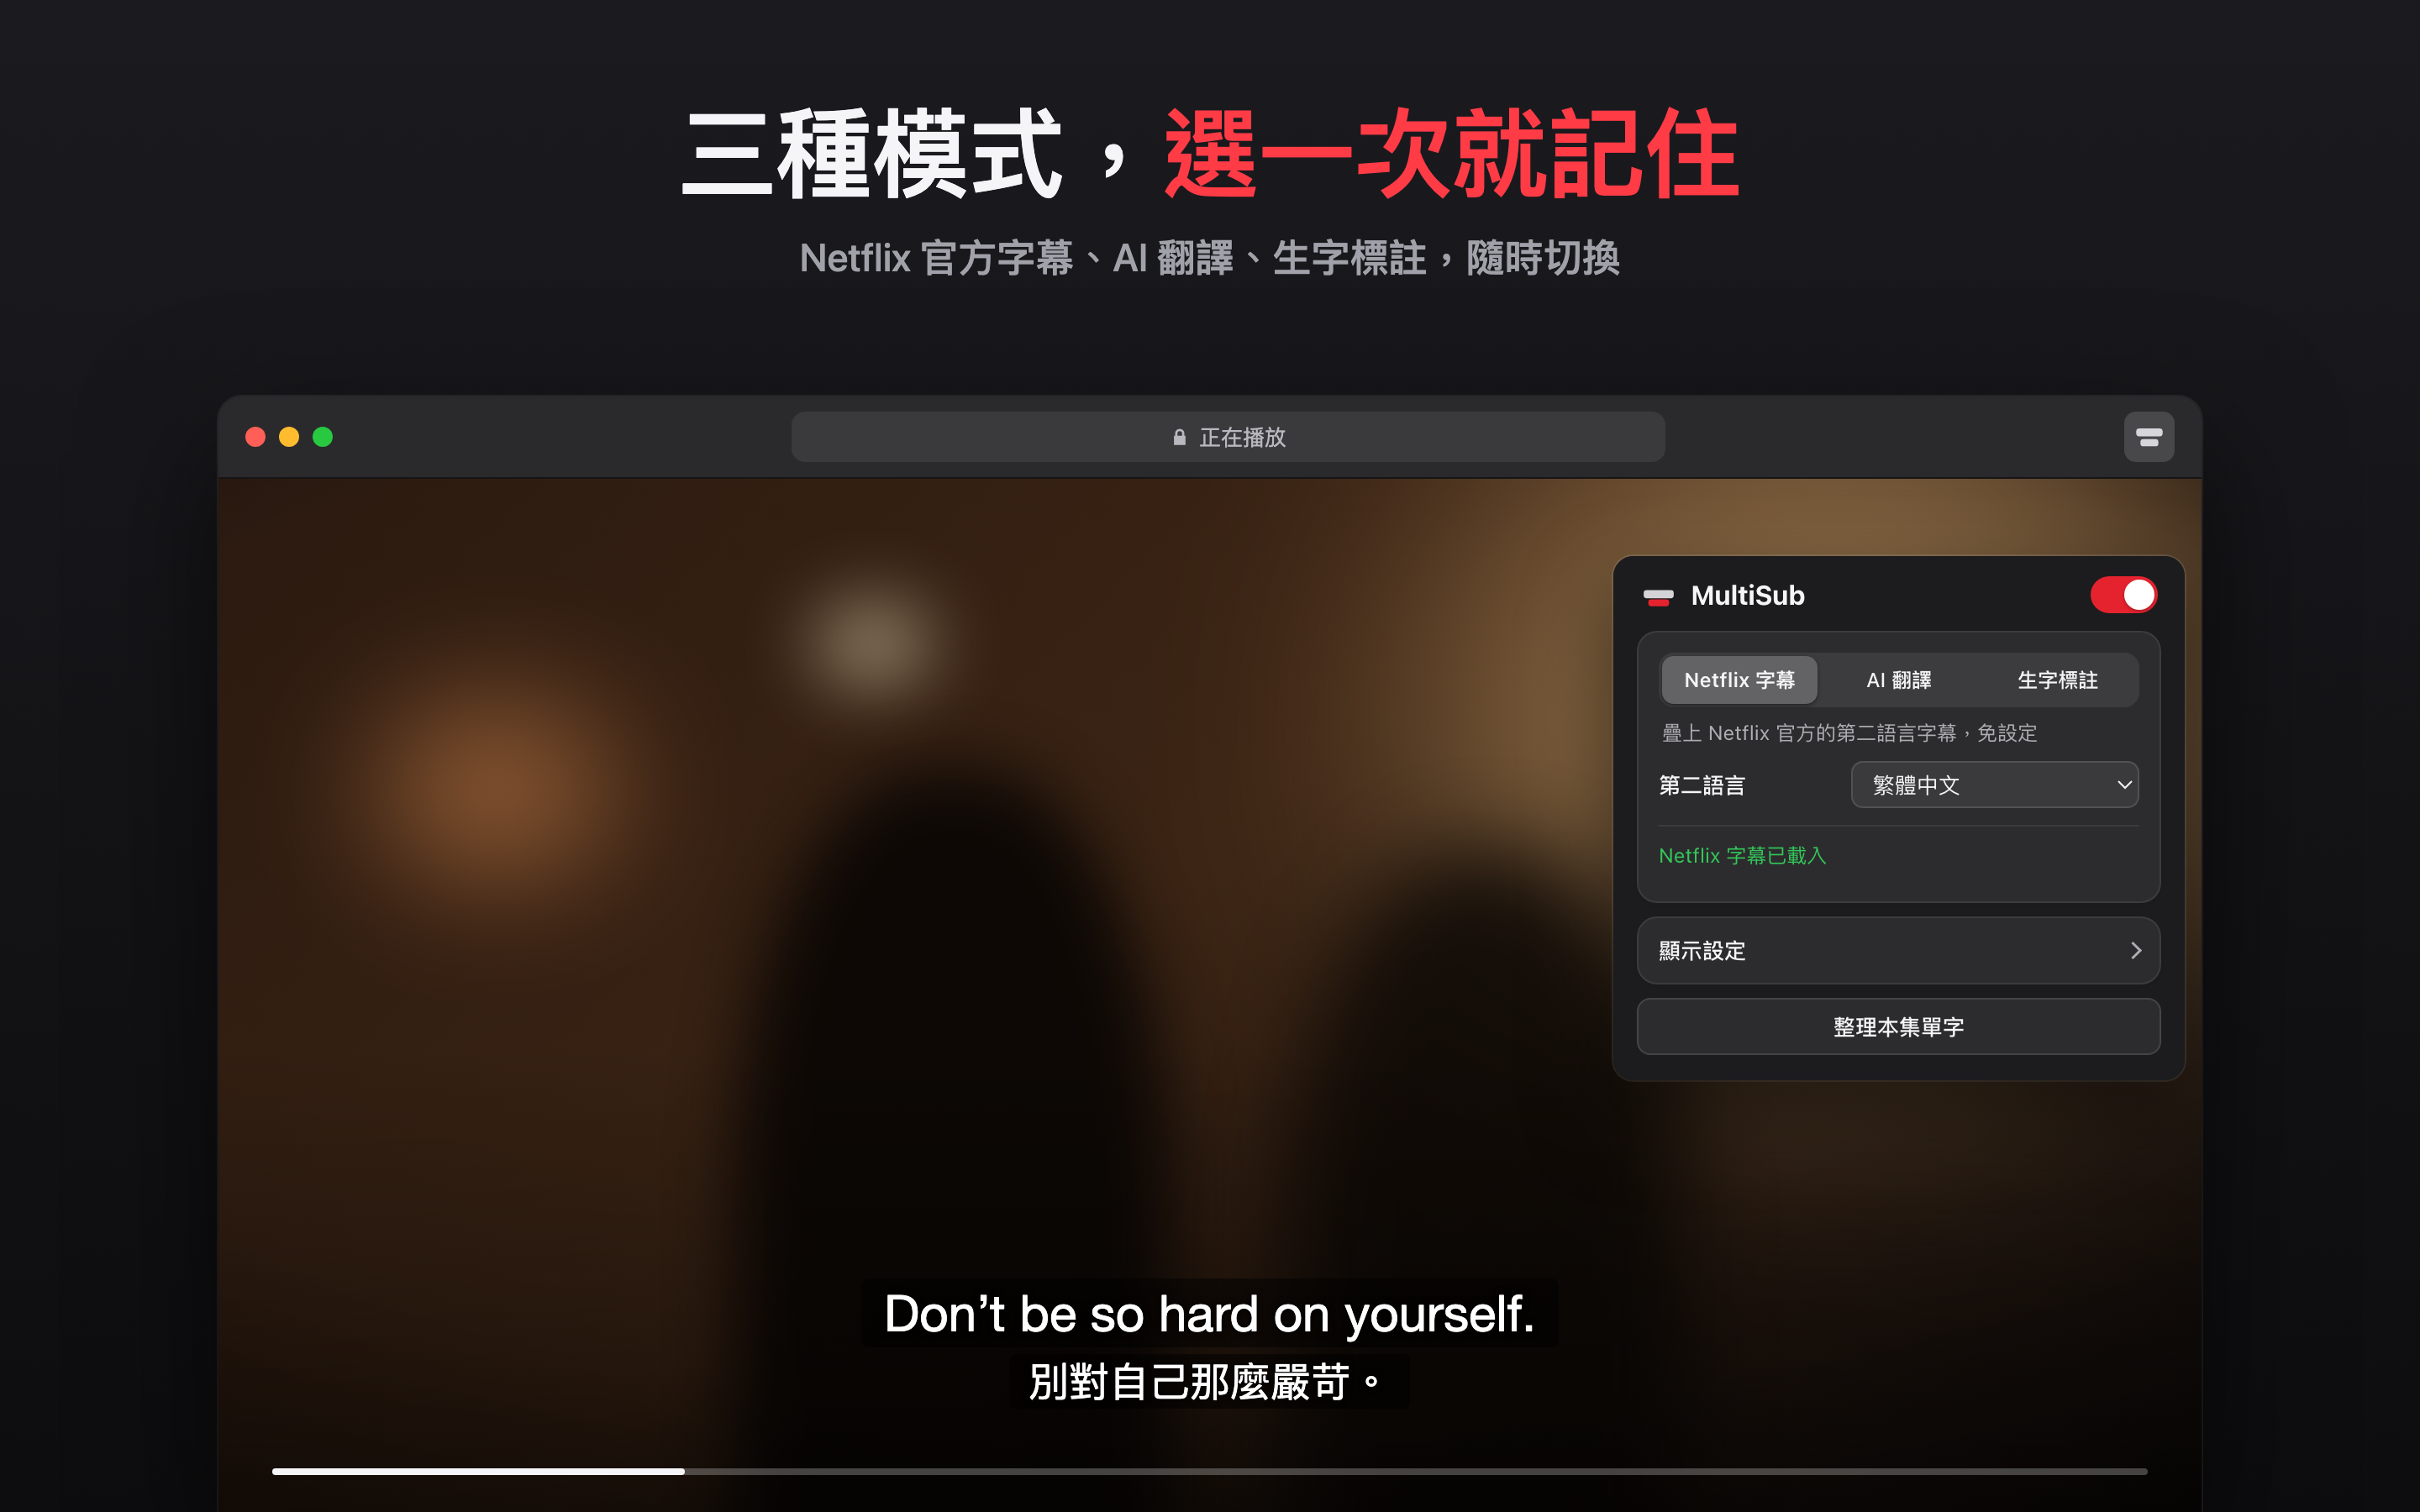 三種模式，選一次就記住
Netflix 官方字幕、AI 翻譯、生字標註，隨時切換
正在播放
MultiSub
Netflix 字幕
AI 翻譯
生字標註
疊上 Netflix 官方的第二語言字幕，免設定
第二語言
繁體中文
Netflix 字幕已載入
顯示設定
整理本集單字
Don’t be so hard on yourself.
別對自己那麼嚴苛。